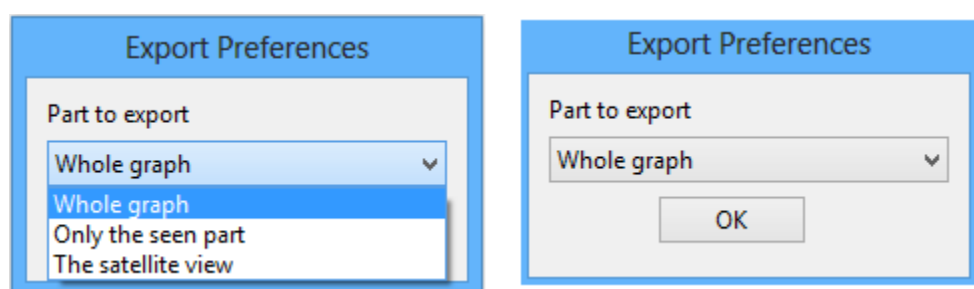 Export Preferences
Part to export
Whole graph
Whole graph
Only the seen part
The satellite view
Export Preferences
Part to export
Whole graph
OK